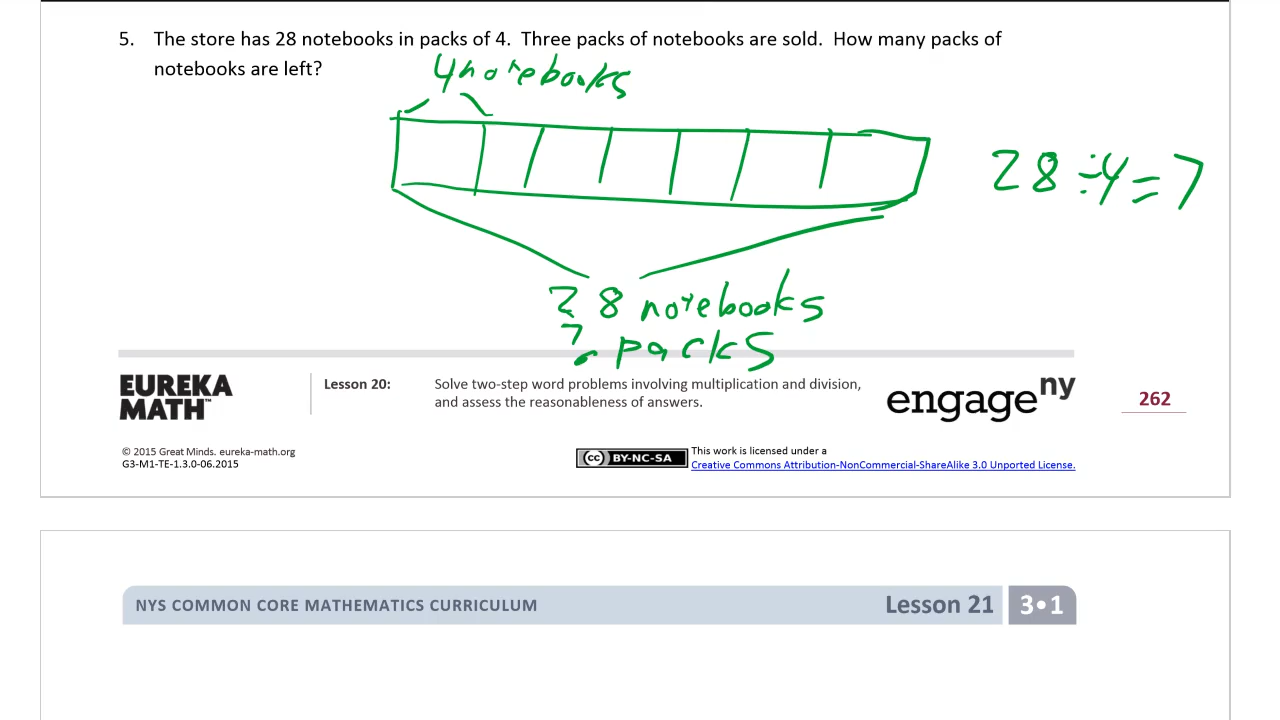 5. The store has 28 notebooks in packs of 4. Three packs of notebooks are sold. How many packs of
notebooks are left?
4 notebooks
28 ÷ 4 = 7
28 notebooks
? packs
EUREKA
MATH™
Lesson 20:
Solve two-step word problems involving multiplication and division,
and assess the reasonableness of answers.
engage ny
262
© 2015 Great Minds. eureka-math.org
G3-M1-TE-1.3.0-06.2015
cc BY-NC-SA
This work is licensed under a
Creative Commons Attribution-NonCommercial-ShareAlike 3.0 Unported License.
NYS COMMON CORE MATHEMATICS CURRICULUM
Lesson 21
3•1